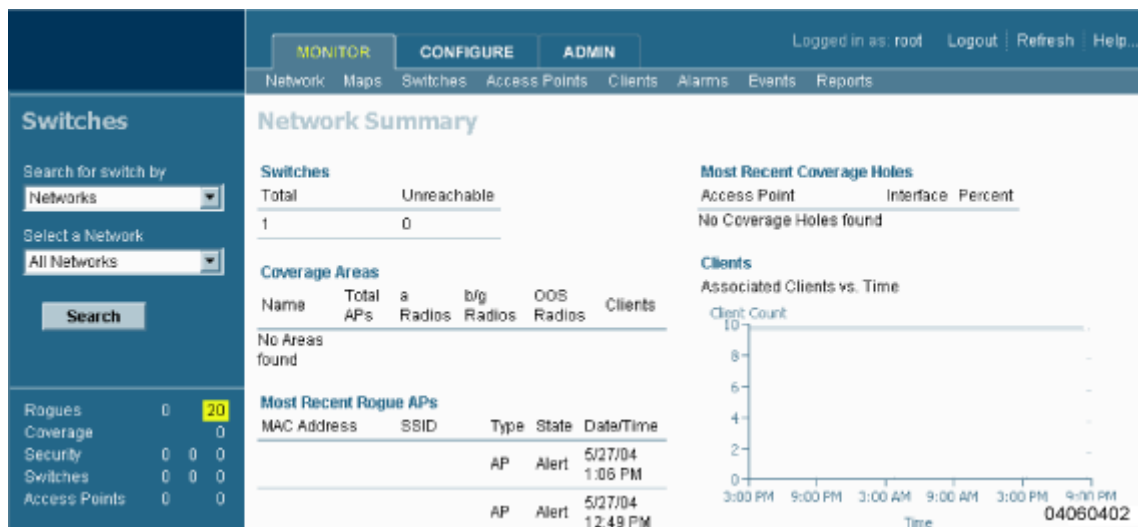 MONITOR CONFIGURE ADMIN
Logged in as: root Logout Refresh Help...
Network Maps Switches Access Points Clients Alarms Events Reports
Switches
Search for switch by
Networks
Select a Network
All Networks
Search
Rogues 0 20
Coverage 0
Security 0 0 0
Switches 0 0 0
Access Points 0 0
Network Summary
Switches
Total Unreachable
1 0
Coverage Areas
Name Total APs a Radios b/g Radios OOS Radios Clients
No Areas found
Most Recent Rogue APs
MAC Address SSID Type State Date/Time
AP Alert 5/27/04 1:06 PM
AP Alert 5/27/04 12:49 PM
Most Recent Coverage Holes
Access Point Interface Percent
No Coverage Holes found
Clients
Associated Clients vs. Time
Client Count
10
8
6
4
2
0
3:00 PM 9:00 PM 3:00 AM 9:00 AM 3:00 PM 9:00 PM
Time
04060402